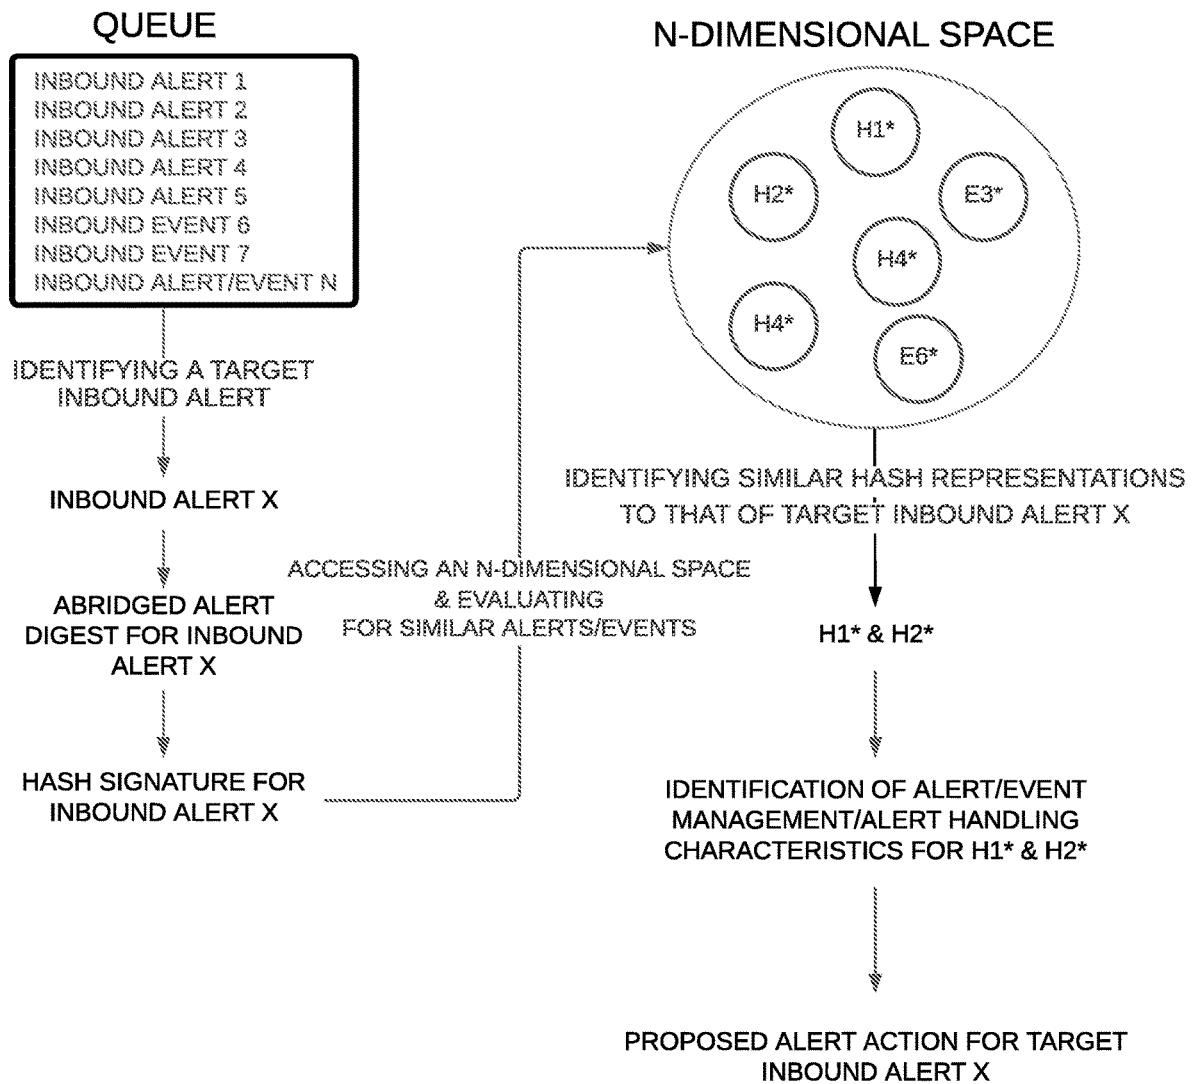 QUEUE
INBOUND ALERT 1
INBOUND ALERT 2
INBOUND ALERT 3
INBOUND ALERT 4
INBOUND ALERT 5
INBOUND EVENT 6
INBOUND EVENT 7
INBOUND ALERT/EVENT N
IDENTIFYING A TARGET
INBOUND ALERT
INBOUND ALERT X
ABRIDGED ALERT
DIGEST FOR INBOUND
ALERT X
HASH SIGNATURE FOR
INBOUND ALERT X
ACCESSING AN N-DIMENSIONAL SPACE
& EVALUATING
FOR SIMILAR ALERTS/EVENTS
N-DIMENSIONAL SPACE
H1*
H2*
E3*
H4*
H4*
E6*
IDENTIFYING SIMILAR HASH REPRESENTATIONS
TO THAT OF TARGET INBOUND ALERT X
H1* & H2*
IDENTIFICATION OF ALERT/EVENT
MANAGEMENT/ALERT HANDLING
CHARACTERISTICS FOR H1* & H2*
PROPOSED ALERT ACTION FOR TARGET
INBOUND ALERT X